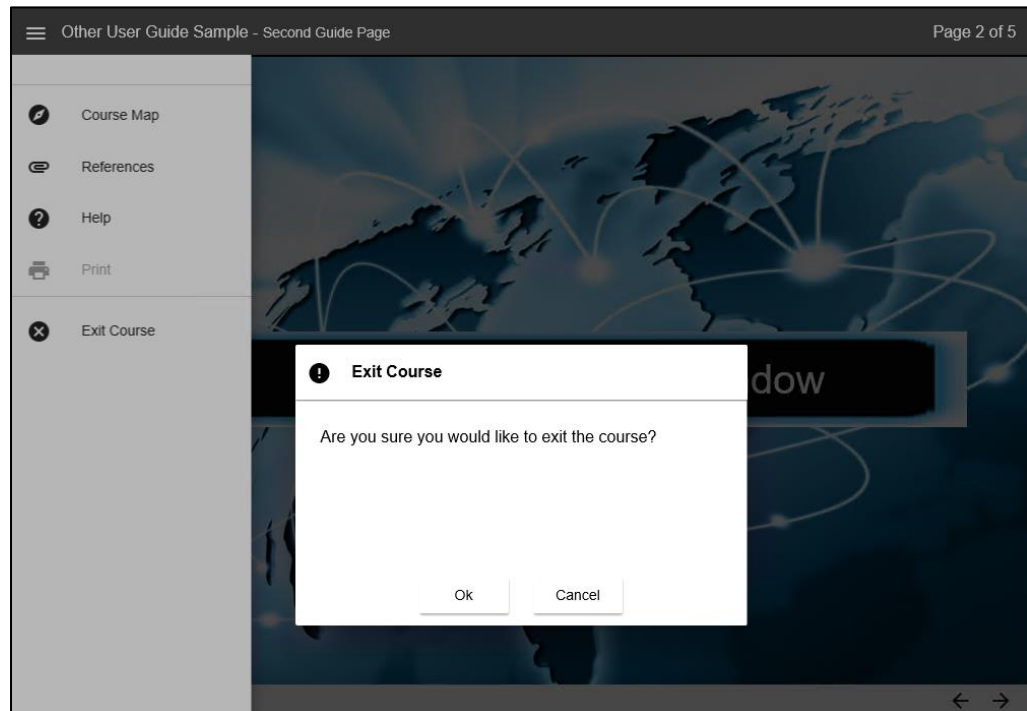 Other User Guide Sample - Second Guide Page
Page 2 of 5
Course Map
References
Help
Print
Exit Course
Exit Course
Are you sure you would like to exit the course?
Ok
Cancel